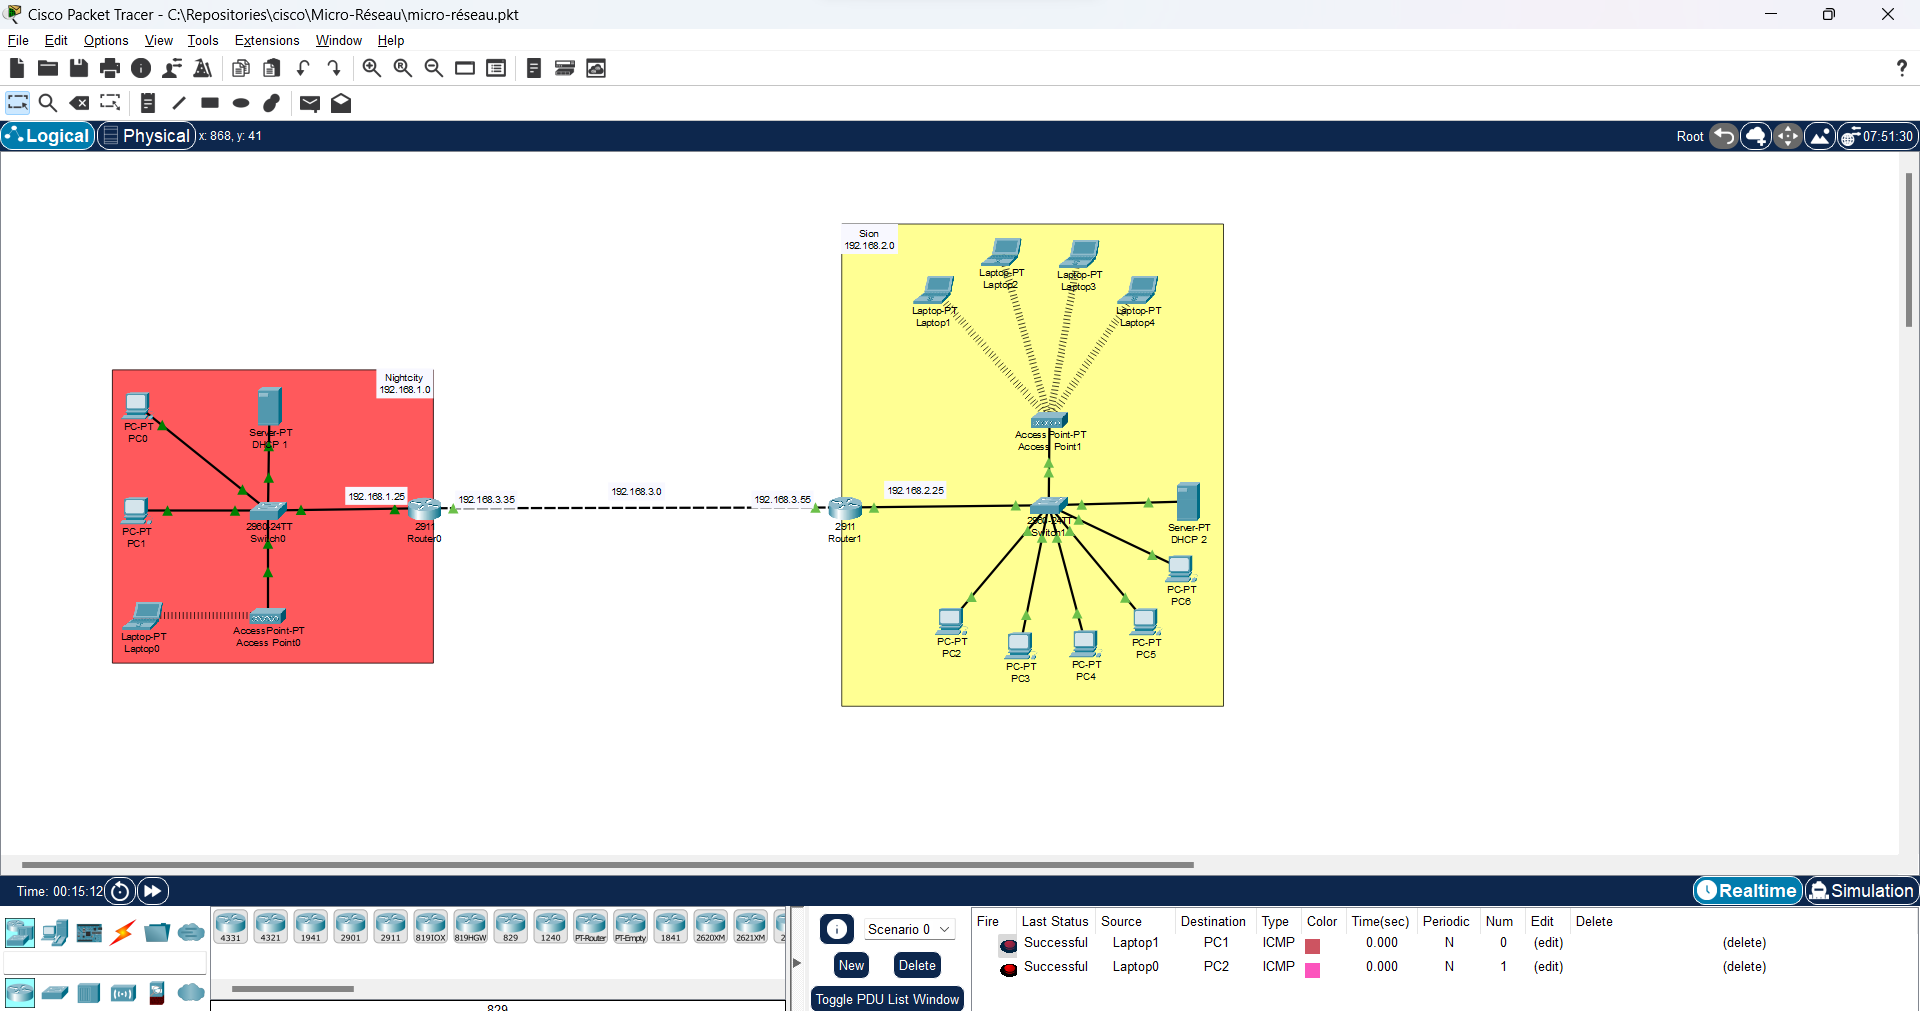 Cisco Packet Tracer - C:\Repositories\cisco\Micro-Réseau\micro-réseau.pkt
File Edit Options View Tools Extensions Window Help
?
Logical Physical x: 868, y: 41 Root 07:51:30
Sion
192.168.2.0
Laptop-PT
Laptop2
Laptop-PT
Laptop3
Laptop-PT
Laptop1
Laptop-PT
Laptop4
Nightcity
192.168.1.0
PC-PT
PC0
Server-PT
DHCP 1
Access Point-PT
Access Point1
192.168.1.25
192.168.3.35
192.168.3.0
192.168.3.55
192.168.2.25
PC-PT
PC1
2960-24TT
Switch0
2911
Router0
2911
Router1
2960-24TT
Switch1
Server-PT
DHCP 2
PC-PT
PC6
Laptop-PT
Laptop0
AccessPoint-PT
Access Point0
PC-PT
PC2
PC-PT
PC3
PC-PT
PC4
PC-PT
PC5
Time: 00:15:12 Realtime Simulation
4331 4321 1941 2901 2911 819IOX 819HGW 829 1240 PT-Router PT-Empty 1841 2620XM 2621XM 2
829
Scenario 0
New Delete
Toggle PDU List Window
Fire Last Status Source Destination Type Color Time(sec) Periodic Num Edit Delete
Successful Laptop1 PC1 ICMP 0.000 N 0 (edit) (delete)
Successful Laptop0 PC2 ICMP 0.000 N 1 (edit) (delete)